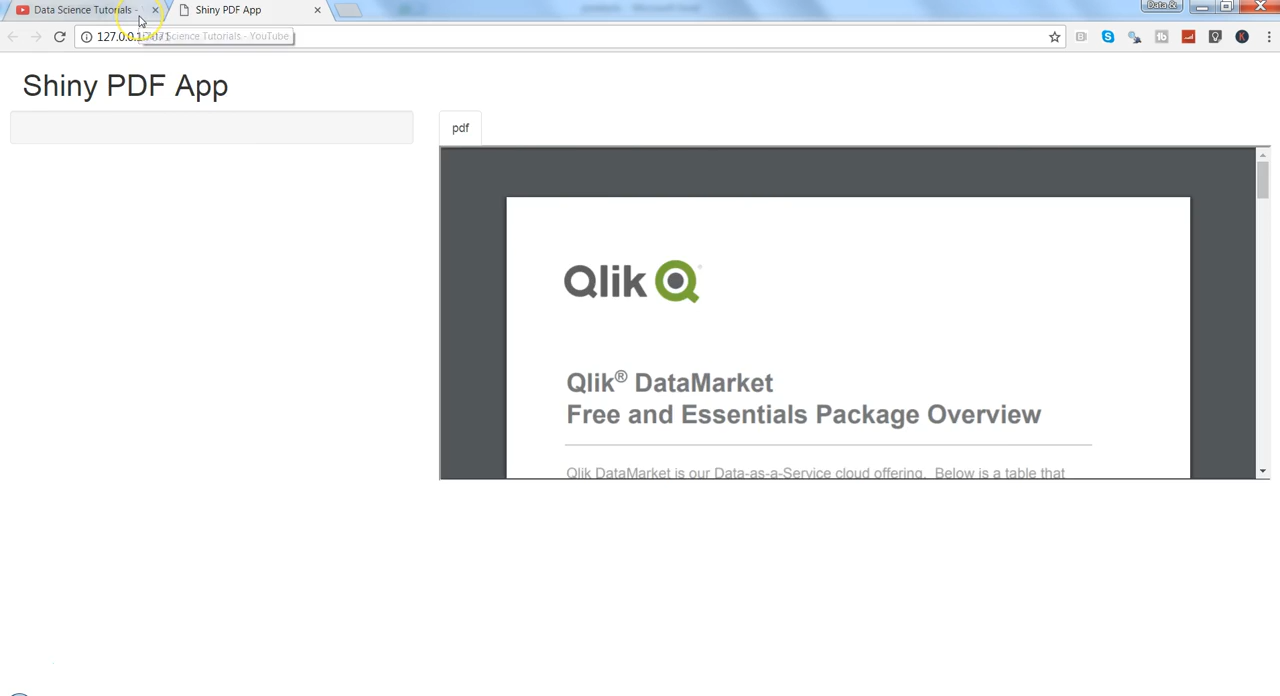 Data Science Tutorials -
Shiny PDF App
Data &
127.0.0.1
Science Tutorials - YouTube
Shiny PDF App
pdf
Qlik
Qlik® DataMarket
Free and Essentials Package Overview
Qlik DataMarket is our Data-as-a-Service cloud offering. Below is a table that